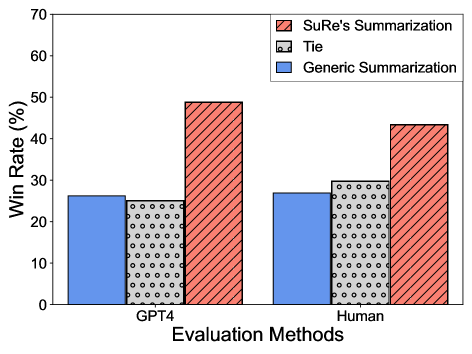 70
60
50
40
30
20
10
0
Win Rate (%)
SuRe's Summarization
Tie
Generic Summarization
GPT4
Human
Evaluation Methods